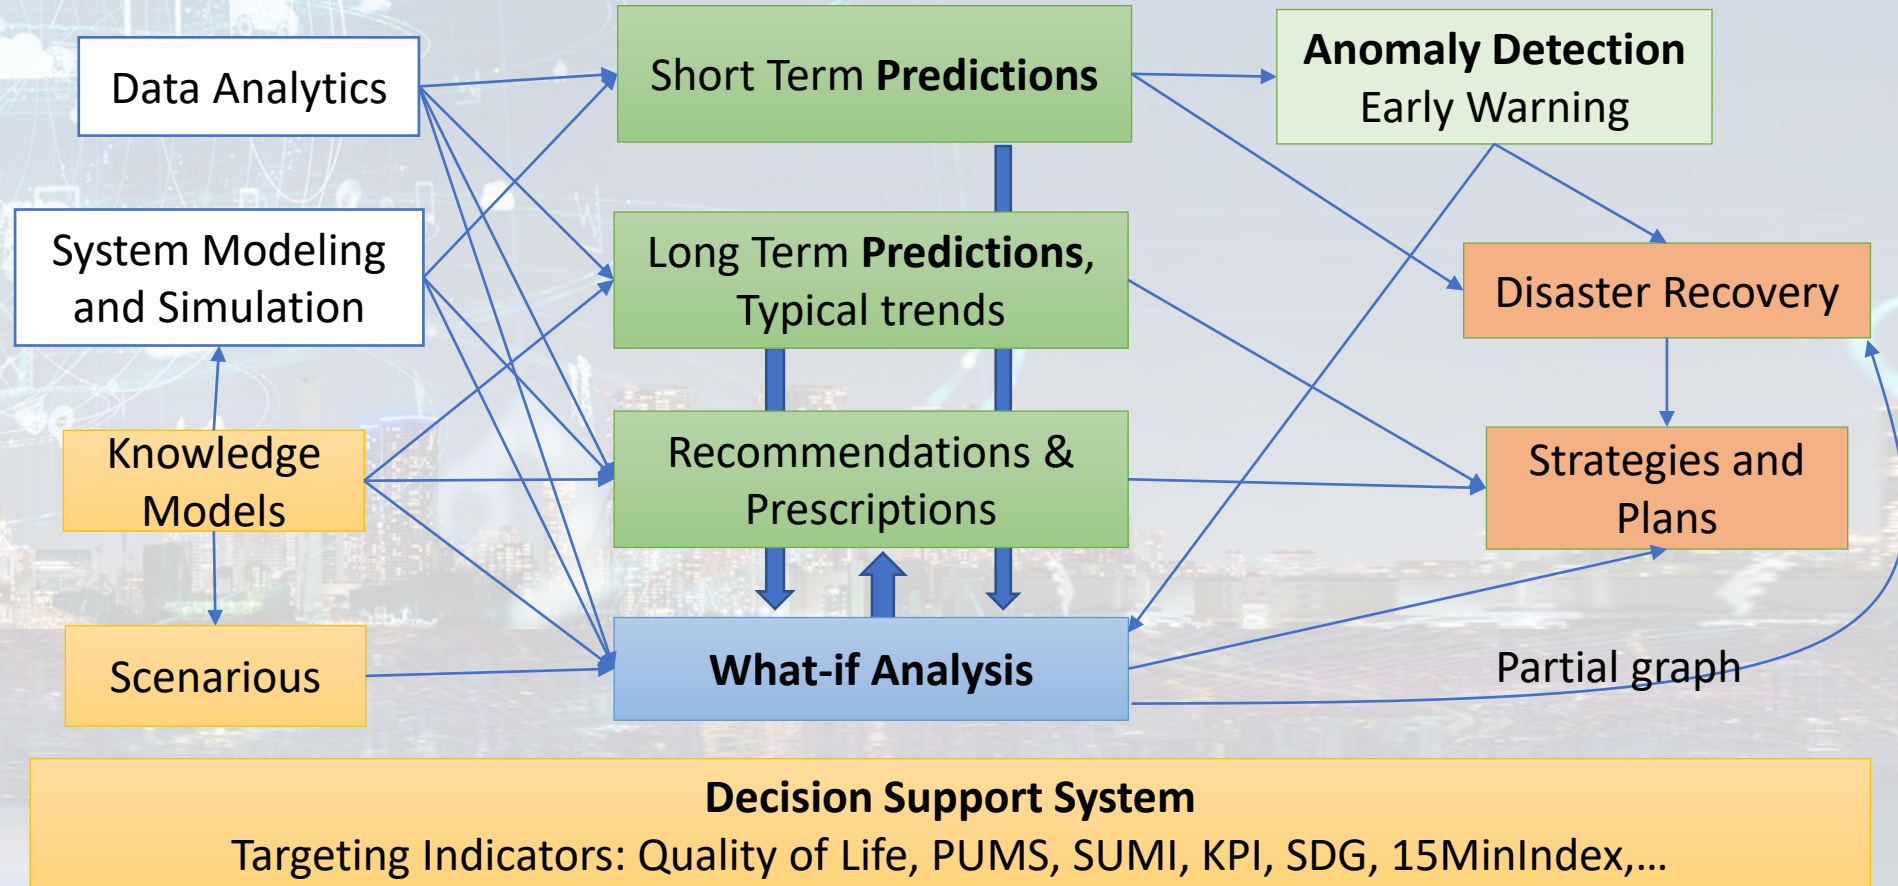 Data Analytics
Short Term Predictions
Anomaly Detection
Early Warning
System Modeling
and Simulation
Long Term Predictions,
Typical trends
Disaster Recovery
Knowledge
Models
Recommendations &
Prescriptions
Strategies and
Plans
Scenarious
What-if Analysis
Partial graph
Decision Support System
Targeting Indicators: Quality of Life, PUMS, SUMI, KPI, SDG, 15MinIndex,...